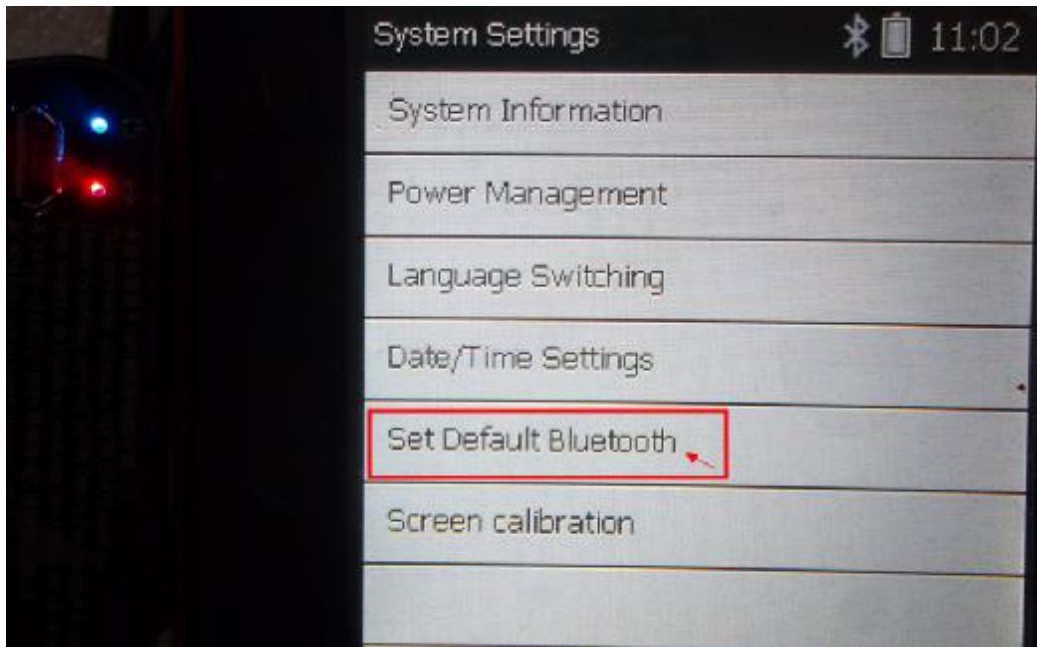 System Settings
11:02
System Information
Power Management
Language Switching
Date/Time Settings
Set Default Bluetooth
Screen calibration